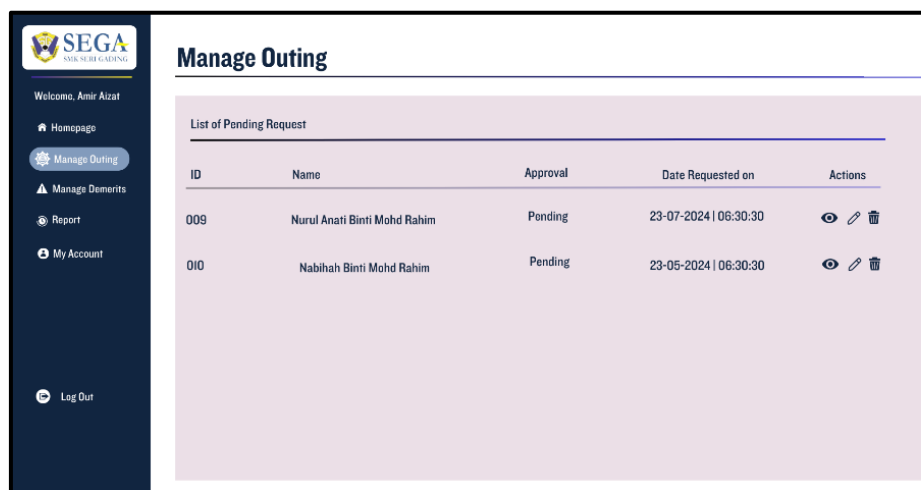 SEGA
SMK SERI GADING
Welcome, Amir Aizat
Homepage
Manage Outing
Manage Demerits
Report
My Account
Log Out
Manage Outing
List of Pending Request
ID Name Approval Date Requested on Actions
009 Nurul Anati Binti Mohd Rahim Pending 23-07-2024 | 06:30:30
010 Nabihah Binti Mohd Rahim Pending 23-05-2024 | 06:30:30